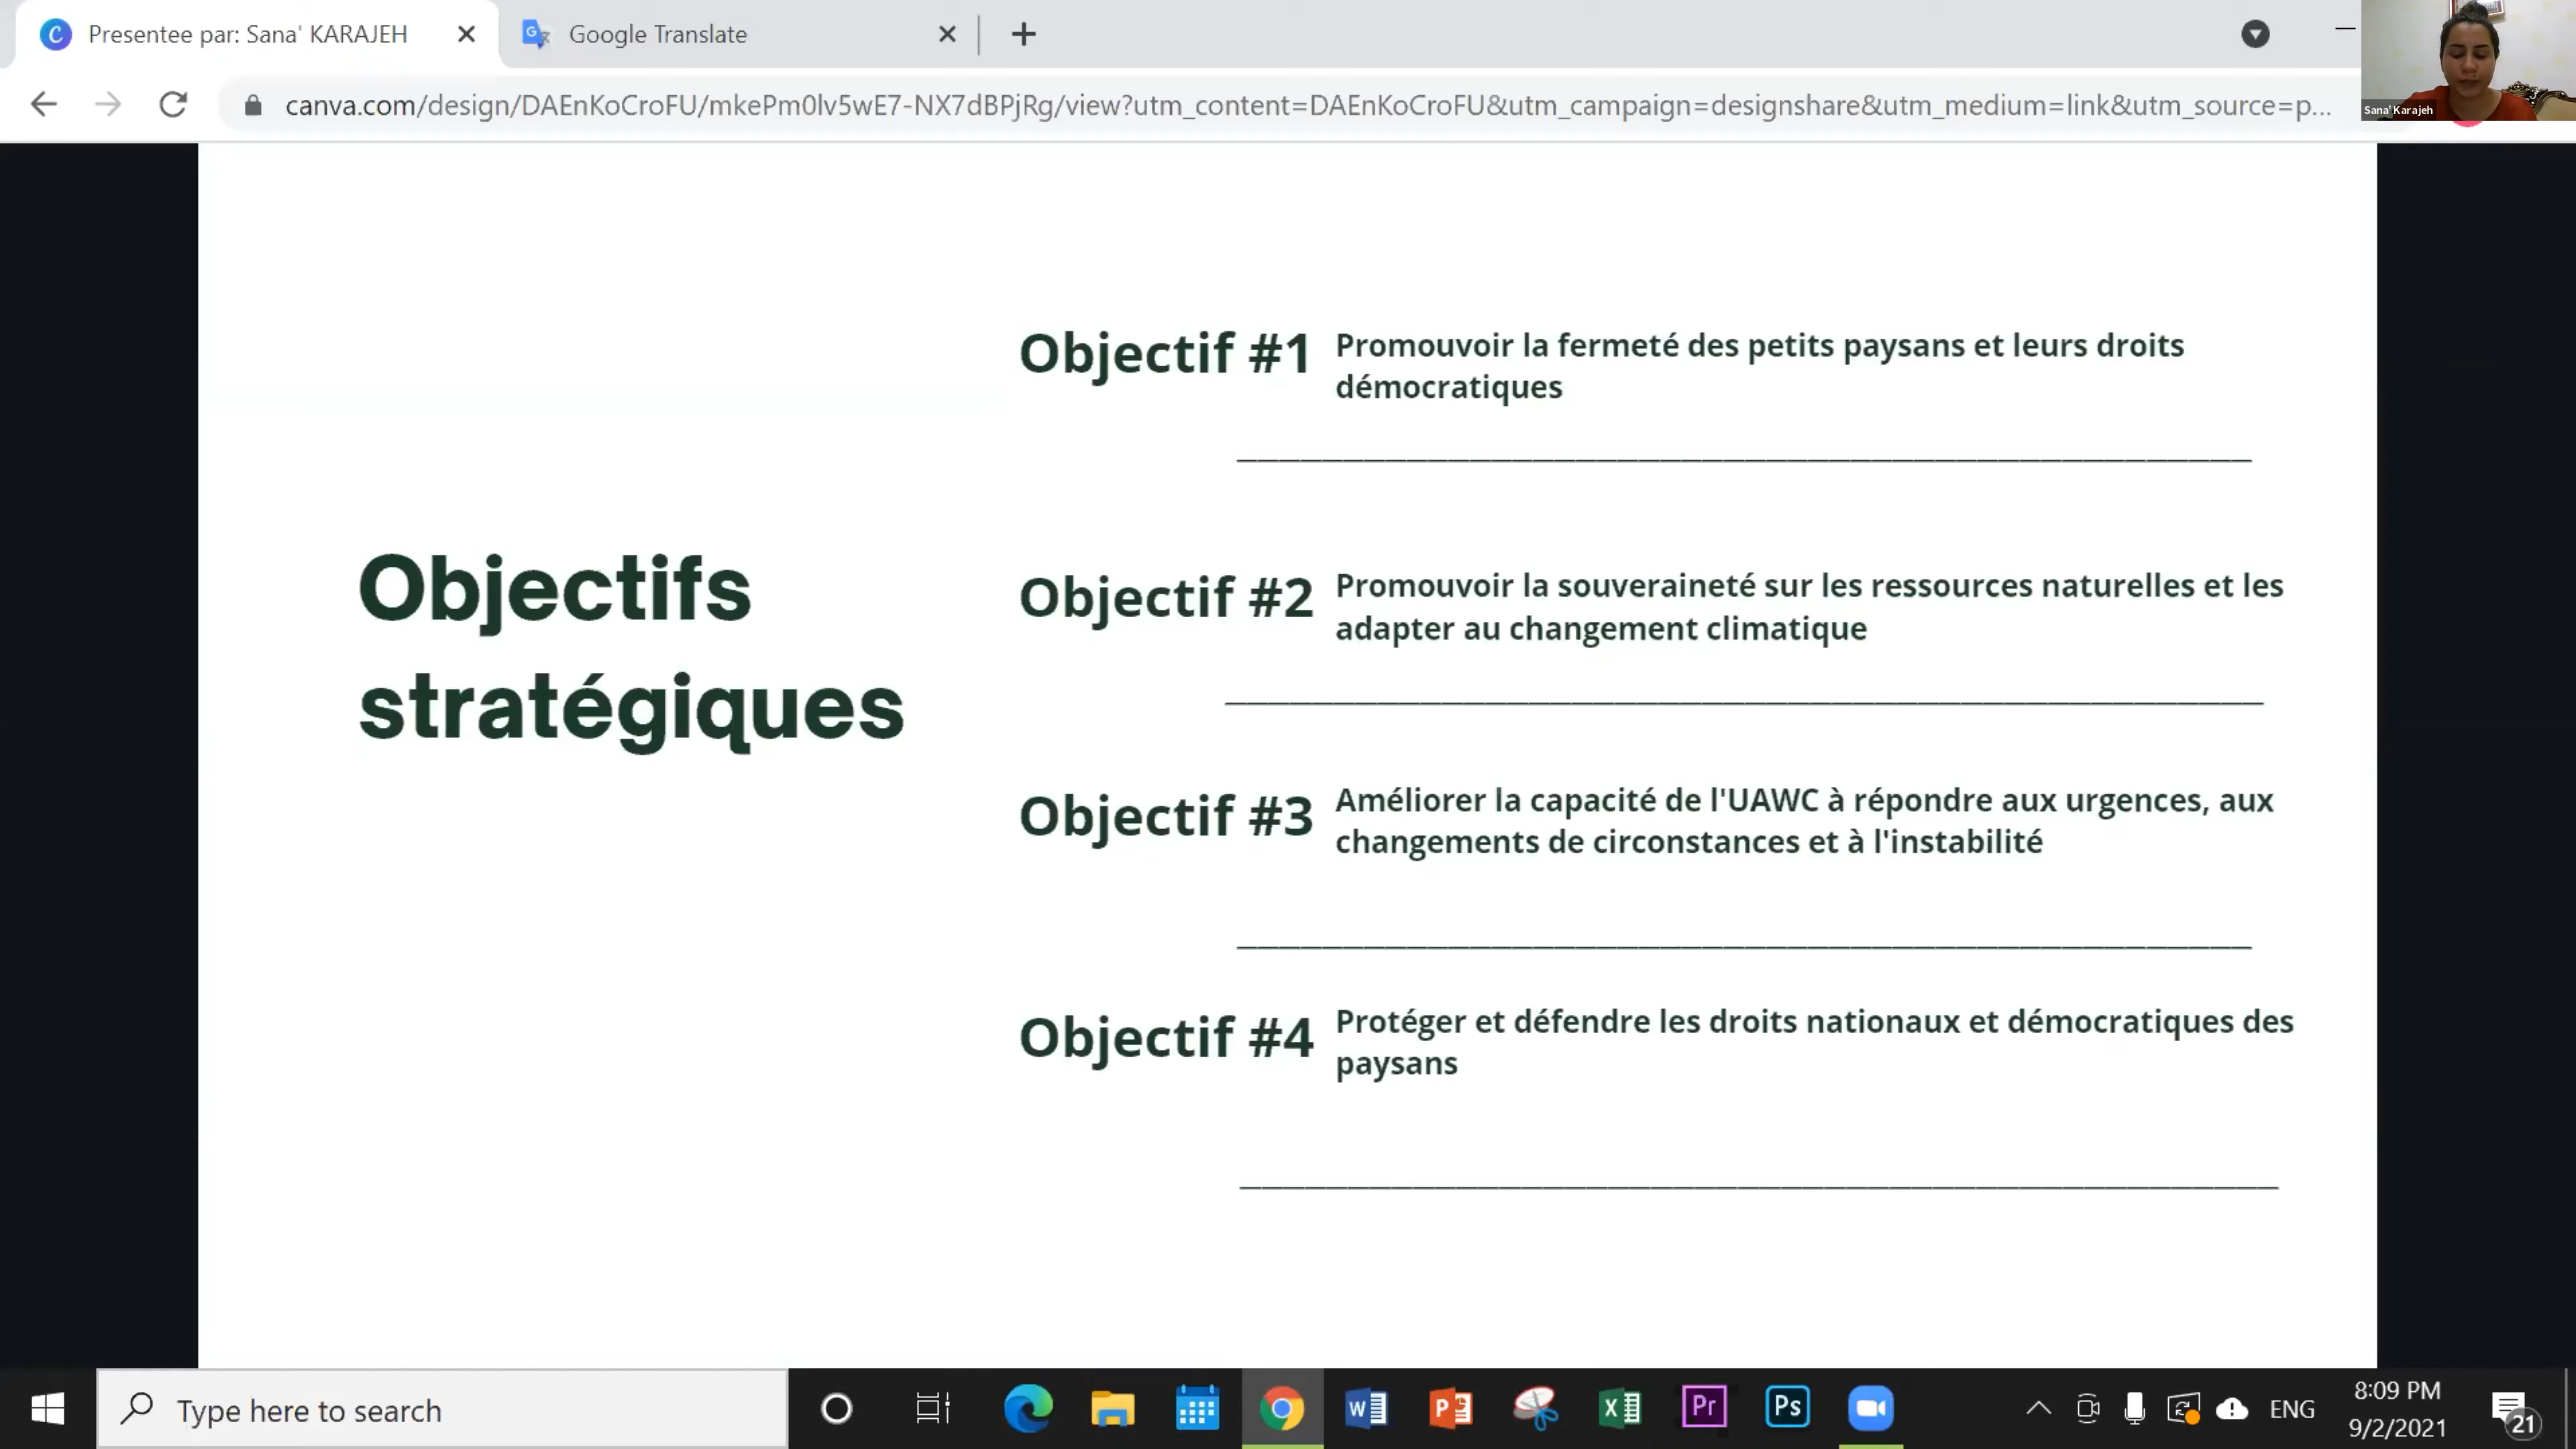 Presentee par: Sana' KARAJEH
Google Translate
canva.com/design/DAEnKoCroFU/mkePm0lv5wE7-NX7dBPjRg/view?utm_content=DAEnKoCroFU&utm_campaign=designshare&utm_medium=link&utm_source=p...
Sana' Karajeh
Objectifs
stratégiques
Objectif #1
Promouvoir la fermeté des petits paysans et leurs droits
démocratiques
Objectif #2
Promouvoir la souveraineté sur les ressources naturelles et les
adapter au changement climatique
Objectif #3
Améliorer la capacité de l'UAWC à répondre aux urgences, aux
changements de circonstances et à l'instabilité
Objectif #4
Protéger et défendre les droits nationaux et démocratiques des
paysans
Type here to search
Pr
Ps
ENG
8:09 PM
9/2/2021
21